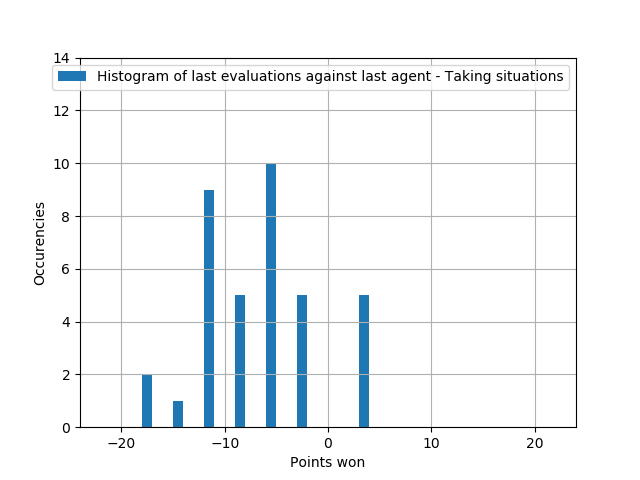 14
Histogram of last evaluations against last agent - Taking situations
12
10
8
6
4
2
0
Occurencies
−20 −10 0 10 20
Points won